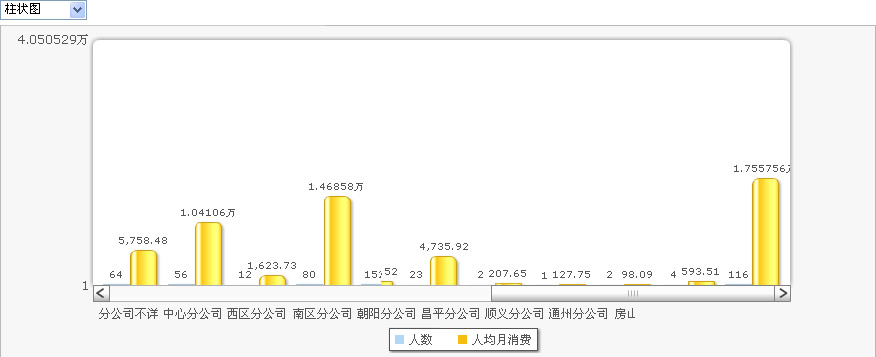 柱状图
4.050529万
1.755756万
1.46858万
1.04106万
5,758.48
4,735.92
1,623.73
64 56 12 80 15 .52 23 2 207.65 1 127.75 2 98.09 4 593.51 116
1
分公司不详 中心分公司 西区分公司 南区分公司 朝阳分公司 昌平分公司 顺义分公司 通州分公司 房山
人数 人均月消费